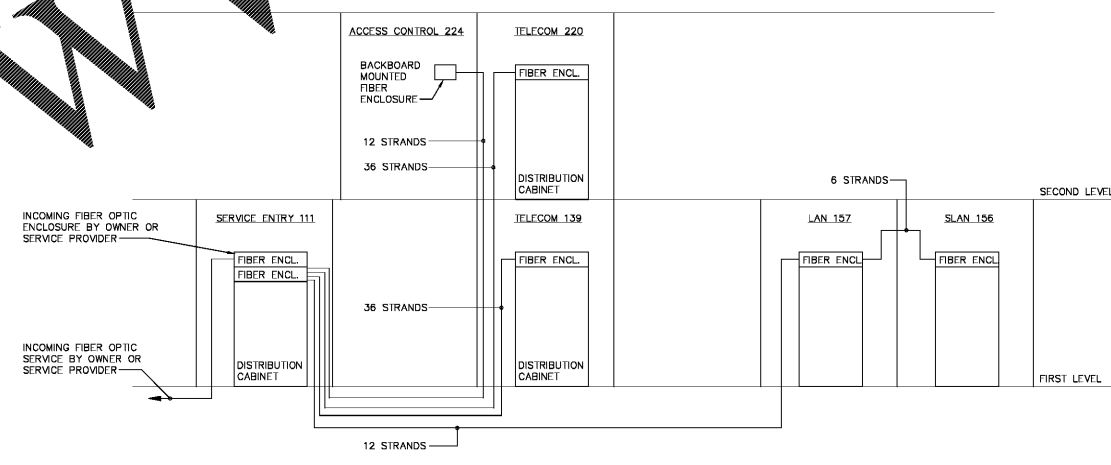 ACCESS CONTROL 224
TELECOM 220
BACKBOARD
MOUNTED
FIBER
ENCLOSURE
FIBER ENCL.
12 STRANDS
36 STRANDS
DISTRIBUTION
CABINET
6 STRANDS
SECOND LEVEL
INCOMING FIBER OPTIC
ENCLOSURE BY OWNER OR
SERVICE PROVIDER
SERVICE ENTRY 111
TELECOM 139
LAN 157
SLAN 156
FIBER ENCL.
FIBER ENCL.
FIBER ENCL.
FIBER ENCL
FIBER ENCL
36 STRANDS
INCOMING FIBER OPTIC
SERVICE BY OWNER OR
SERVICE PROVIDER
DISTRIBUTION
CABINET
DISTRIBUTION
CABINET
FIRST LEVEL
12 STRANDS